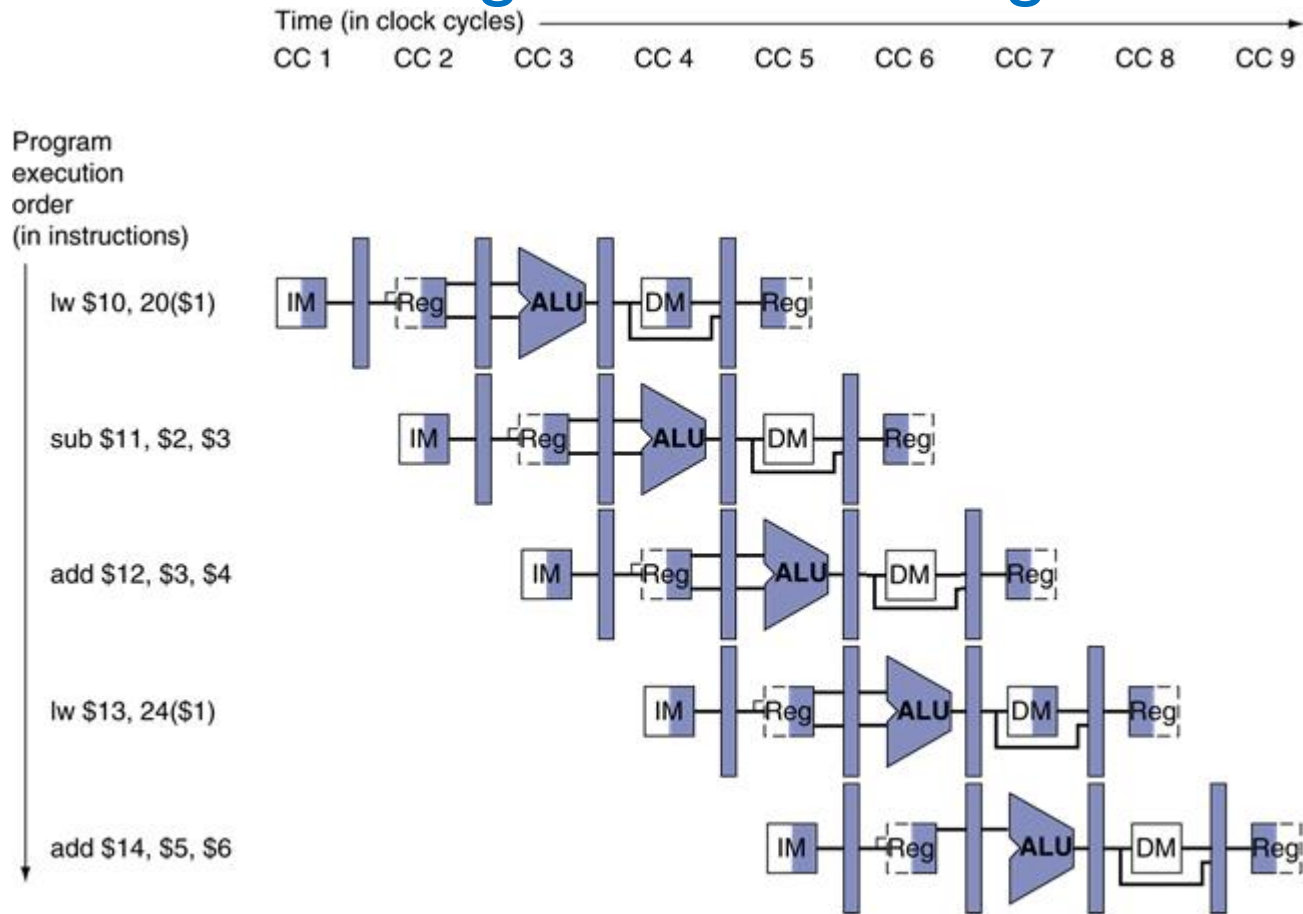 Time (in clock cycles)
CC 1 CC 2 CC 3 CC 4 CC 5 CC 6 CC 7 CC 8 CC 9
Program
execution
order
(in instructions)
lw $10, 20($1) IM Reg ALU DM Reg
sub $11, $2, $3 IM Reg ALU DM Reg
add $12, $3, $4 IM Reg ALU DM Reg
lw $13, 24($1) IM Reg ALU DM Reg
add $14, $5, $6 IM Reg ALU DM Reg